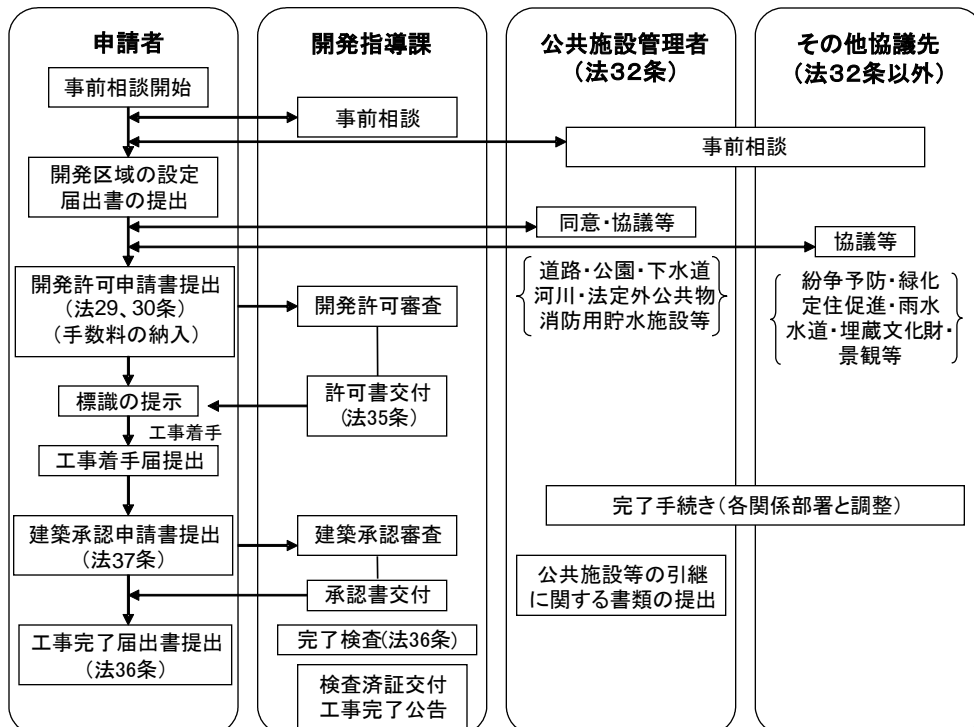 申請者
開発指導課
公共施設管理者
（法32条）
その他協議先
（法32条以外）
事前相談開始
事前相談
事前相談
開発区域の設定
届出書の提出
同意・協議等
協議等
開発許可申請書提出
（法29、30条）
（手数料の納入）
開発許可審査
道路・公園・下水道
河川・法定外公共物
消防用貯水施設等
紛争予防・緑化
定住促進・雨水
水道・埋蔵文化財・
景観等
標識の提示
許可書交付
（法35条）
工事着手
工事着手届提出
完了手続き（各関係部署と調整）
建築承認申請書提出
（法37条）
建築承認審査
公共施設等の引継
に関する書類の提出
承認書交付
工事完了届出書提出
（法36条）
完了検査(法36条）
検査済証交付
工事完了公告